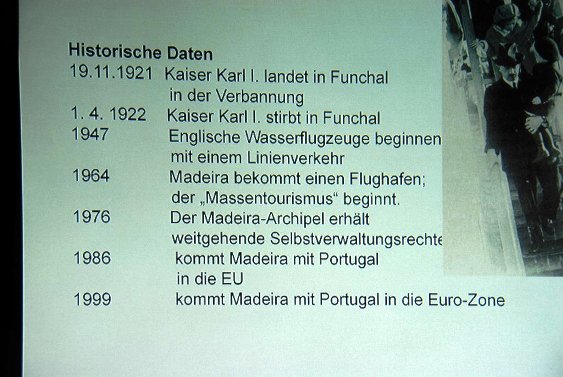 Historische Daten
19.11.1921 Kaiser Karl I. landet in Funchal
in der Verbannung
1. 4. 1922 Kaiser Karl I. stirbt in Funchal
1947 Englische Wasserflugzeuge beginnen
mit einem Linienverkehr
1964 Madeira bekommt einen Flughafen;
der „Massentourismus“ beginnt.
1976 Der Madeira-Archipel erhält
weitgehende Selbstverwaltungsrechte
1986 kommt Madeira mit Portugal
in die EU
1999 kommt Madeira mit Portugal in die Euro-Zone